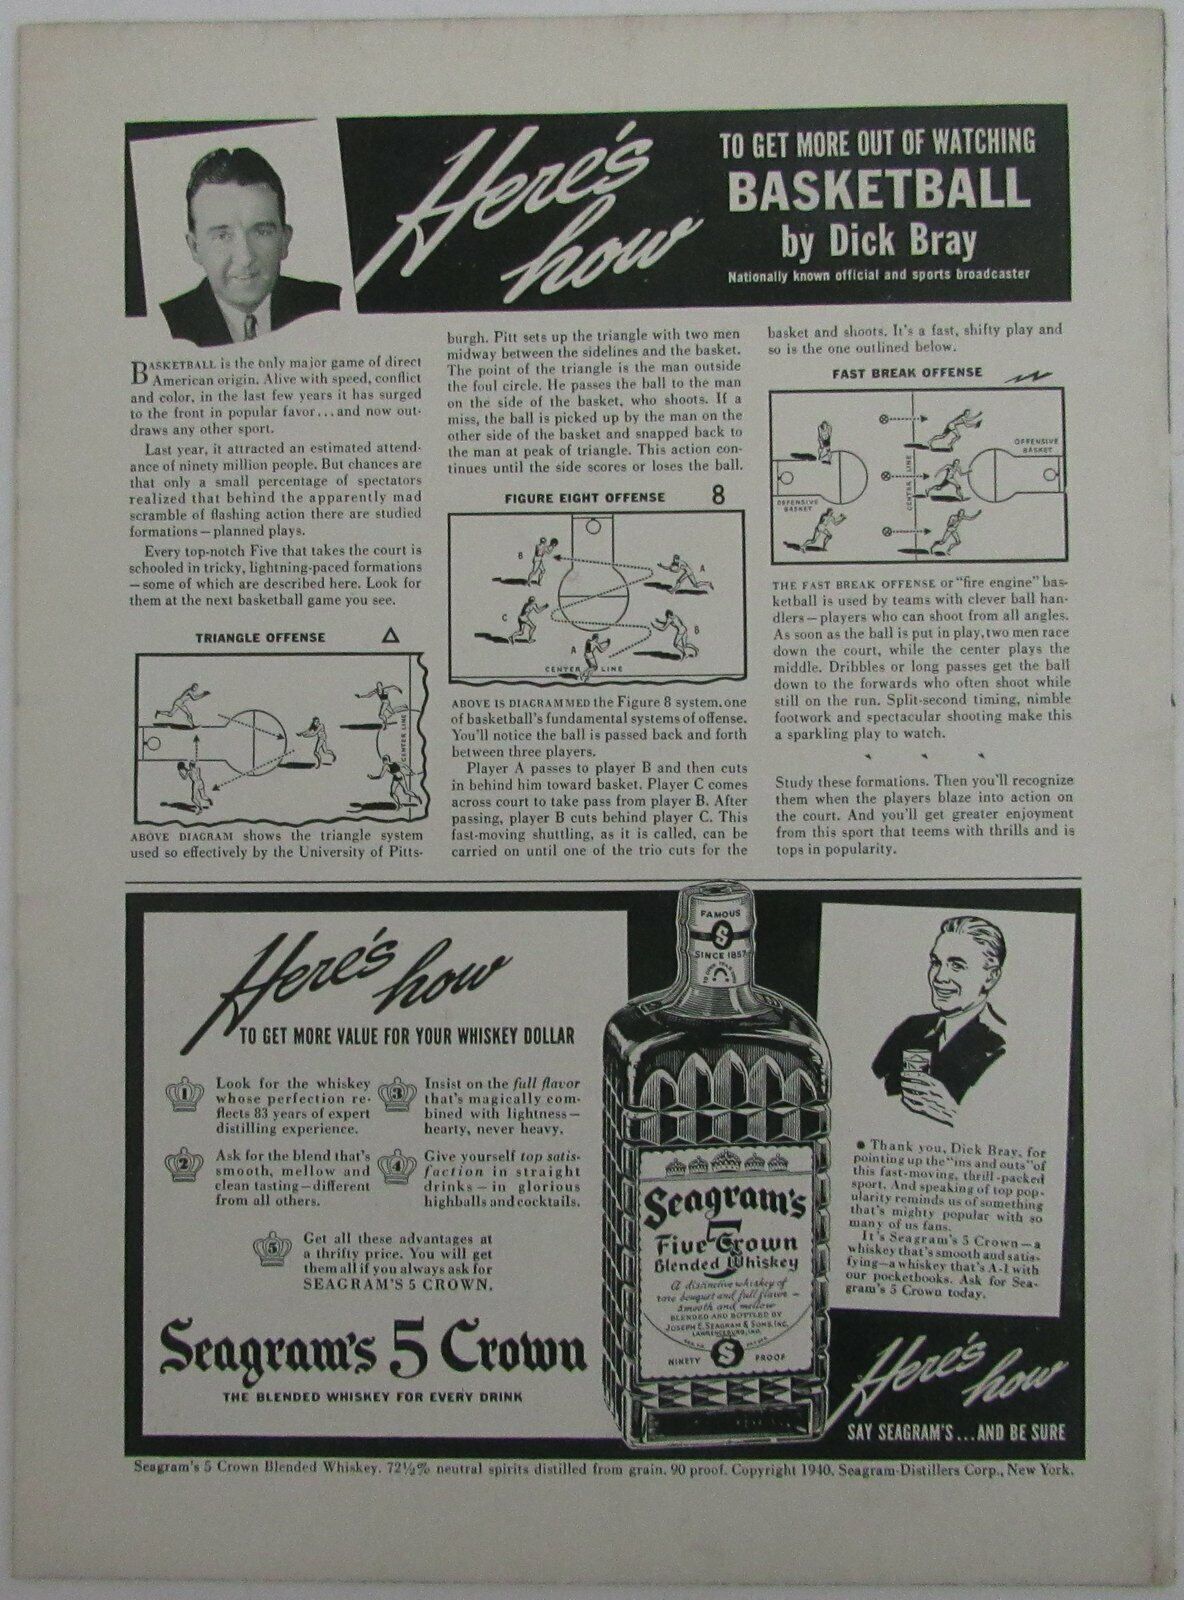 Here's
how
TO GET MORE OUT OF WATCHING
BASKETBALL
by Dick Bray
Nationally known official and sports broadcaster
BASKETBALL is the only major game of direct
American origin. Alive with speed, conflict
and color, in the last few years it has surged
to the front in popular favor...and now out-
draws any other sport.
Last year, it attracted an estimated attend-
ance of ninety million people. But chances are
that only a small percentage of spectators
realized that behind the apparently mad
scramble of flashing action there are studied
formations—planned plays.
Every top-notch Five that takes the court is
schooled in tricky, lightning-paced formations
—some of which are described here. Look for
them at the next basketball game you see.
TRIANGLE OFFENSE
CENTER LINE
ABOVE DIAGRAM shows the triangle system
used so effectively by the University of Pitts-
burgh. Pitt sets up the triangle with two men
midway between the sidelines and the basket.
The point of the triangle is the man outside
the foul circle. He passes the ball to the man
on the side of the basket, who shoots. If a
miss, the ball is picked up by the man on the
other side of the basket and snapped back to
the man at peak of triangle. This action con-
tinues until the side scores or loses the ball.
FIGURE EIGHT OFFENSE 8
B
A
C
B
A
CENTER LINE
ABOVE IS DIAGRAMMED the Figure 8 system, one
of basketball's fundamental systems of offense.
You'll notice the ball is passed back and forth
between three players.
Player A passes to player B and then cuts
in behind him toward basket. Player C comes
across court to take pass from player B. After
passing, player B cuts behind player C. This
fast-moving shuttling, as it is called, can be
carried on until one of the trio cuts for the
basket and shoots. It's a fast, shifty play and
so is the one outlined below.
FAST BREAK OFFENSE
OFFENSIVE
BASKET
CENTER LINE
DEFENSIVE
BASKET
THE FAST BREAK OFFENSE or "fire engine" bas-
ketball is used by teams with clever ball han-
dlers—players who can shoot from all angles.
As soon as the ball is put in play, two men race
down the court, while the center plays the
middle. Dribbles or long passes get the ball
down to the forwards who often shoot while
still on the run. Split-second timing, nimble
footwork and spectacular shooting make this
a sparkling play to watch.
Study these formations. Then you'll recognize
them when the players blaze into action on
the court. And you'll get greater enjoyment
from this sport that teems with thrills and is
tops in popularity.
Here's
how
TO GET MORE VALUE FOR YOUR WHISKEY DOLLAR
1 Look for the whiskey
whose perfection re-
flects 83 years of expert
distilling experience.
2 Ask for the blend that's
smooth, mellow and
clean tasting—different
from all others.
3 Insist on the full flavor
that's magically com-
bined with lightness—
hearty, never heavy.
4 Give yourself top satis-
faction in straight
drinks—in glorious
highballs and cocktails.
5 Get all these advantages at
a thrifty price. You will get
them all if you always ask for
SEAGRAM'S 5 CROWN.
Seagram's 5 Crown
THE BLENDED WHISKEY FOR EVERY DRINK
FAMOUS
S
SINCE 1857
Seagram's
5
Five Crown
Blended Whiskey
A distinctive whiskey of
rare bouquet and full flavor—
Smooth and mellow
BLENDED AND BOTTLED BY
JOSEPH E. SEAGRAM & SONS, INC.
LAWRENCEBURG, IND.
NINETY S PROOF
• Thank you, Dick Bray, for
pointing up the "ins and outs" of
this fast-moving, thrill-packed
sport. And speaking of top pop-
ularity reminds us of something
that's mighty popular with so
many of us fans.
It's Seagram's 5 Crown—a
whiskey that's smooth and satis-
fying—a whiskey that's A-1 with
our pocketbooks. Ask for Sea-
gram's 5 Crown today.
Here's
how
SAY SEAGRAM'S...AND BE SURE
Seagram's 5 Crown Blended Whiskey. 72½% neutral spirits distilled from grain. 90 proof. Copyright 1940. Seagram-Distillers Corp., New York.